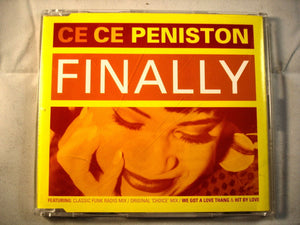 CE CE PENISTON
FINALLY
FEATURING CLASSIC FUNK RADIO MIX / ORIGINAL 'CHOICE' MIX / WE GOT A LOVE THANG & HIT BY LOVE